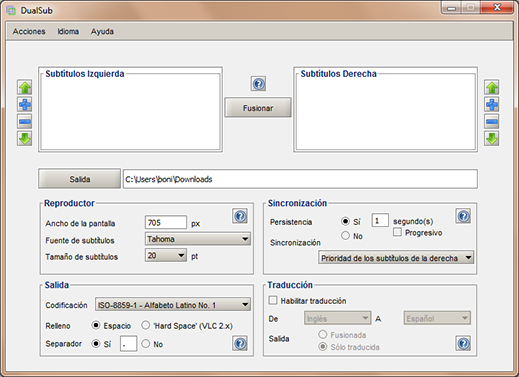 DualSub
Acciones Idioma Ayuda
Subtítulos Izquierda
Subtítulos Derecha
Fusionar
Salida C:\Users\boni\Downloads
Reproductor
Ancho de la pantalla 705 px
Fuente de subtítulos Tahoma
Tamaño de subtítulos 20 pt
Sincronización
Persistencia Sí 1 segundo(s)
No Progresivo
Sincronización
Prioridad de los subtítulos de la derecha
Salida
Codificación ISO-8859-1 - Alfabeto Latino No. 1
Relleno Espacio 'Hard Space' (VLC 2.x)
Separador Sí . No
Traducción
Habilitar traducción
De Inglés A Español
Salida Fusionada
Sólo traducida